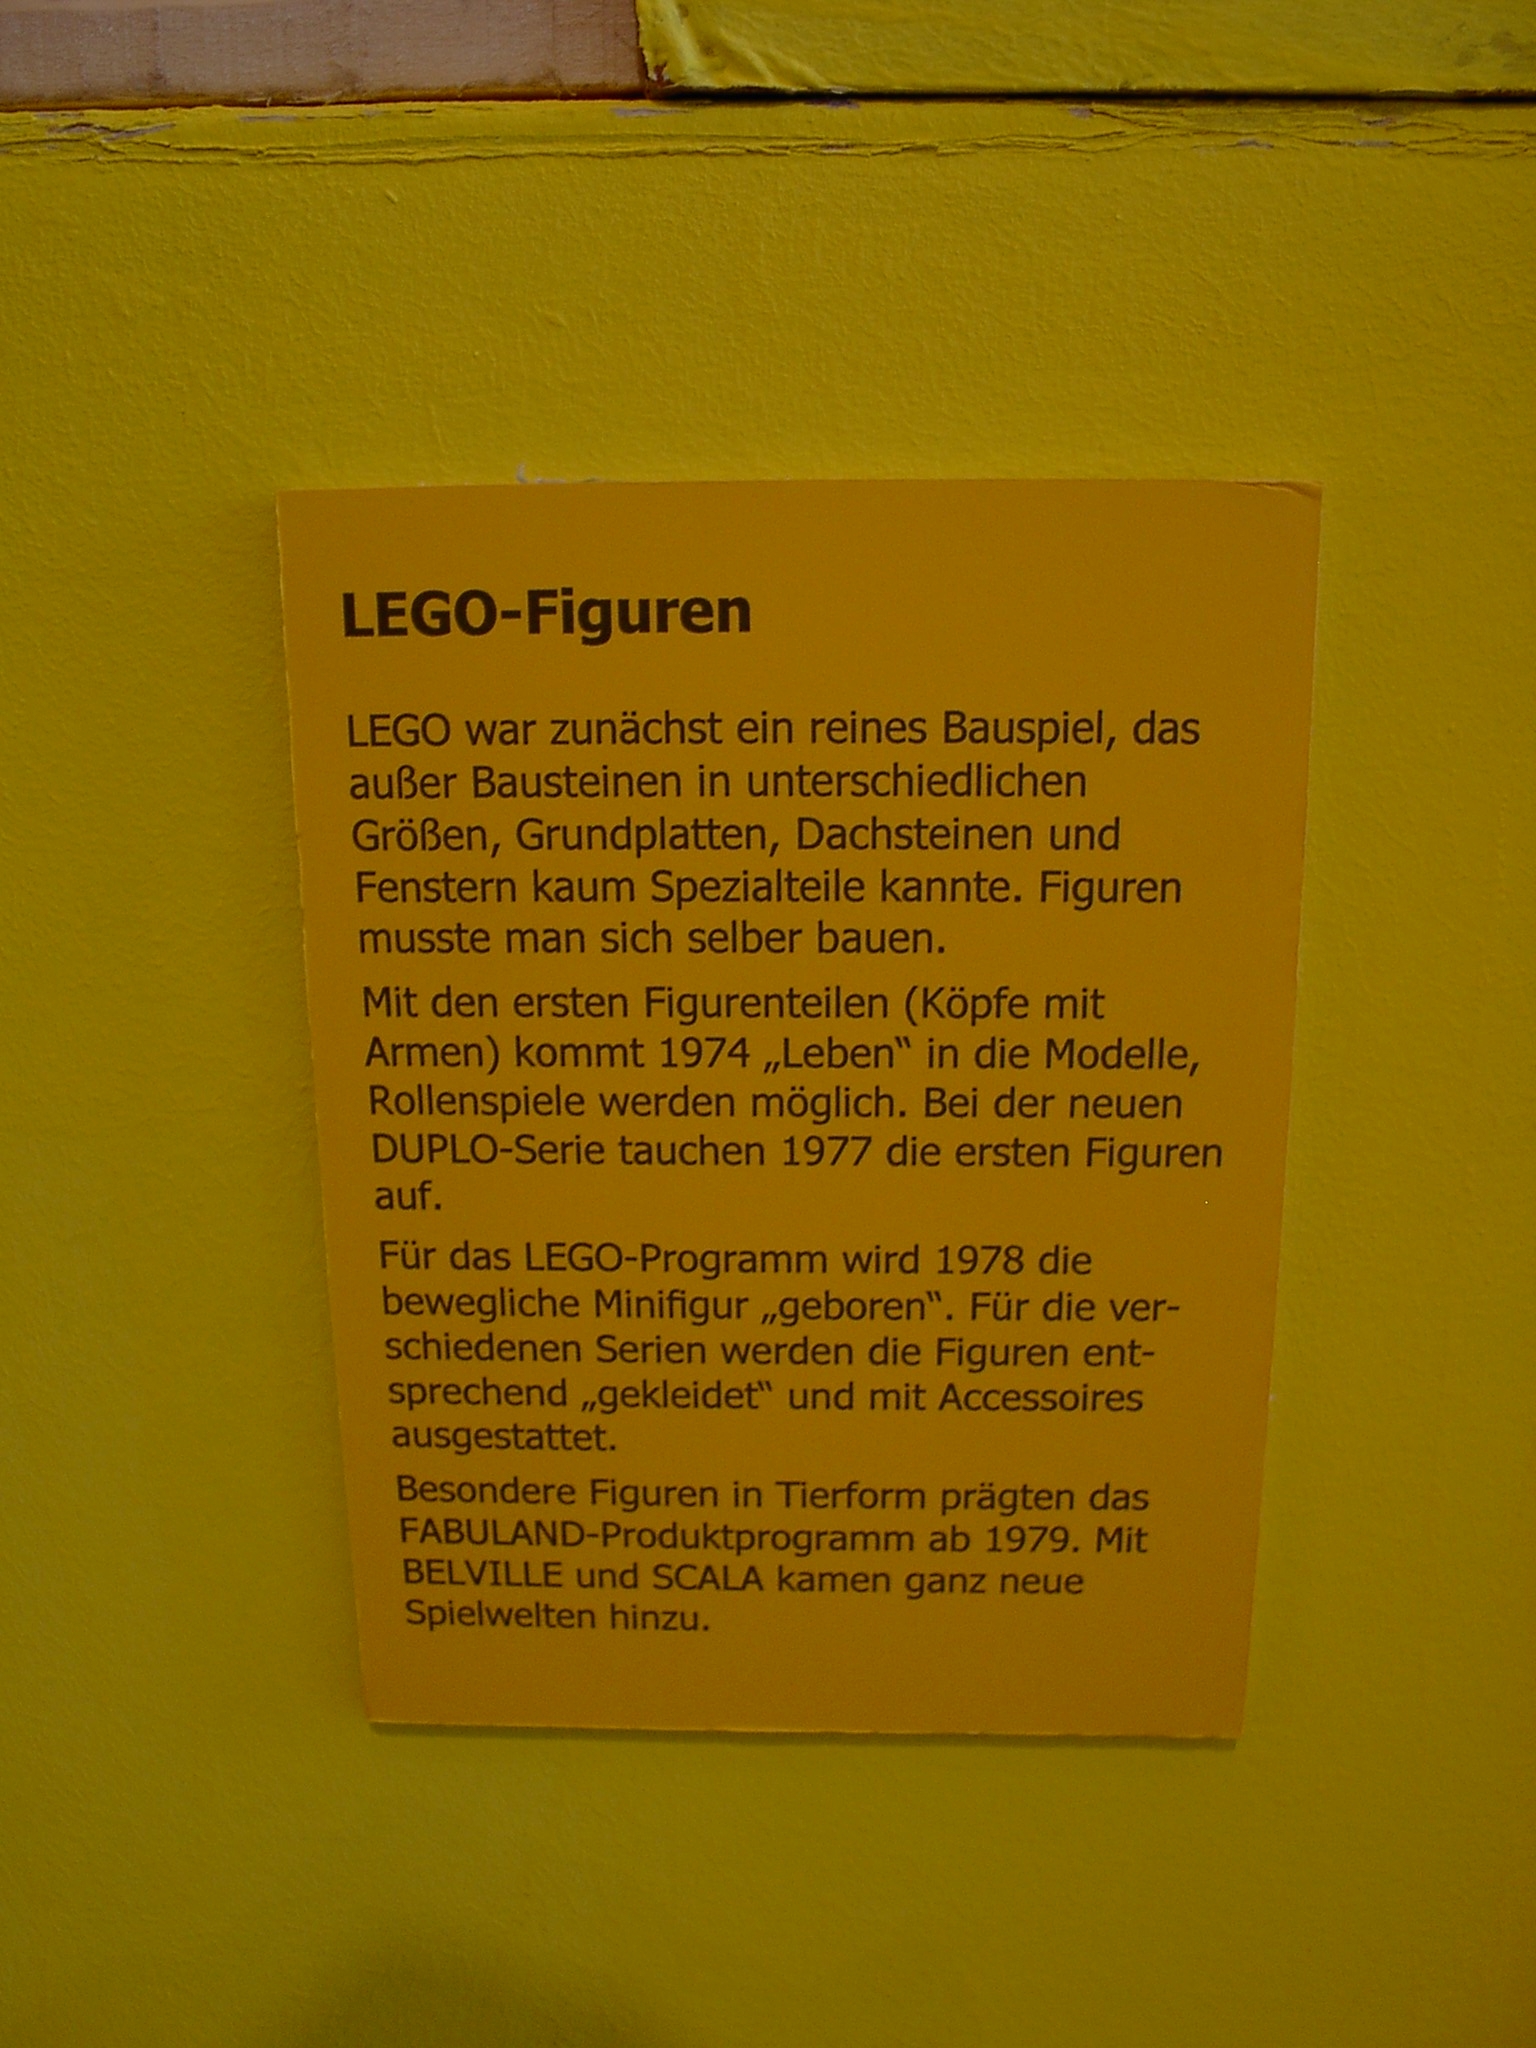 LEGO-Figuren
LEGO war zunächst ein reines Bauspiel, das
außer Bausteinen in unterschiedlichen
Größen, Grundplatten, Dachsteinen und
Fenstern kaum Spezialteile kannte. Figuren
musste man sich selber bauen.
Mit den ersten Figurenteilen (Köpfe mit
Armen) kommt 1974 „Leben“ in die Modelle,
Rollenspiele werden möglich. Bei der neuen
DUPLO-Serie tauchen 1977 die ersten Figuren
auf.
Für das LEGO-Programm wird 1978 die
bewegliche Minifigur „geboren“. Für die ver-
schiedenen Serien werden die Figuren ent-
sprechend „gekleidet“ und mit Accessoires
ausgestattet.
Besondere Figuren in Tierform prägten das
FABULAND-Produktprogramm ab 1979. Mit
BELVILLE und SCALA kamen ganz neue
Spielwelten hinzu.